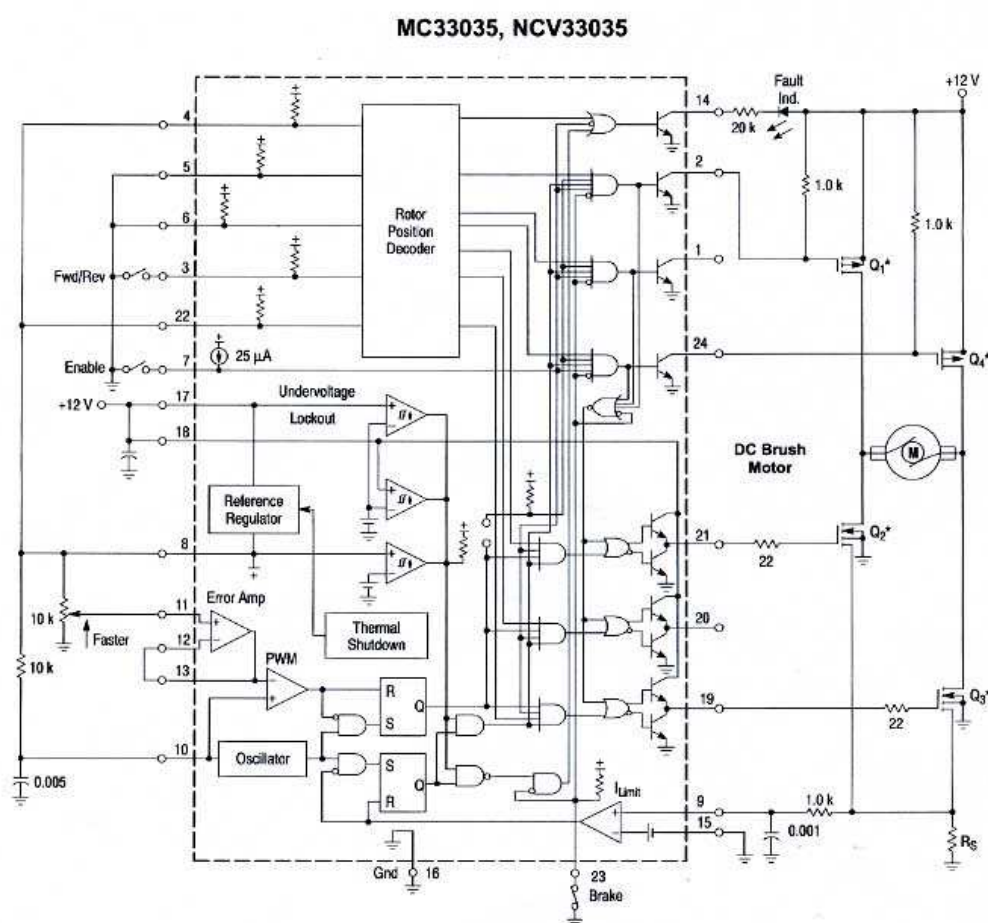 MC33035, NCV33035
Fault
Ind.
+12 V
4
14
20 k
5
2
1.0 k
6
Rotor
Position
Decoder
1.0 k
Fwd/Rev
3
1
Q1*
22
Enable
7
25 µA
24
Q4*
+12 V
17
Undervoltage
Lockout
18
DC Brush
Motor
M
Reference
Regulator
21
22
Q2*
8
10 k
Faster
11
Error Amp
12
Thermal
Shutdown
20
10 k
13
PWM
R
Q
S
19
22
Q3*
10
Oscillator
S
Q
R
0.005
ILimit
9
1.0 k
15
0.001
RS
Gnd
16
23
Brake